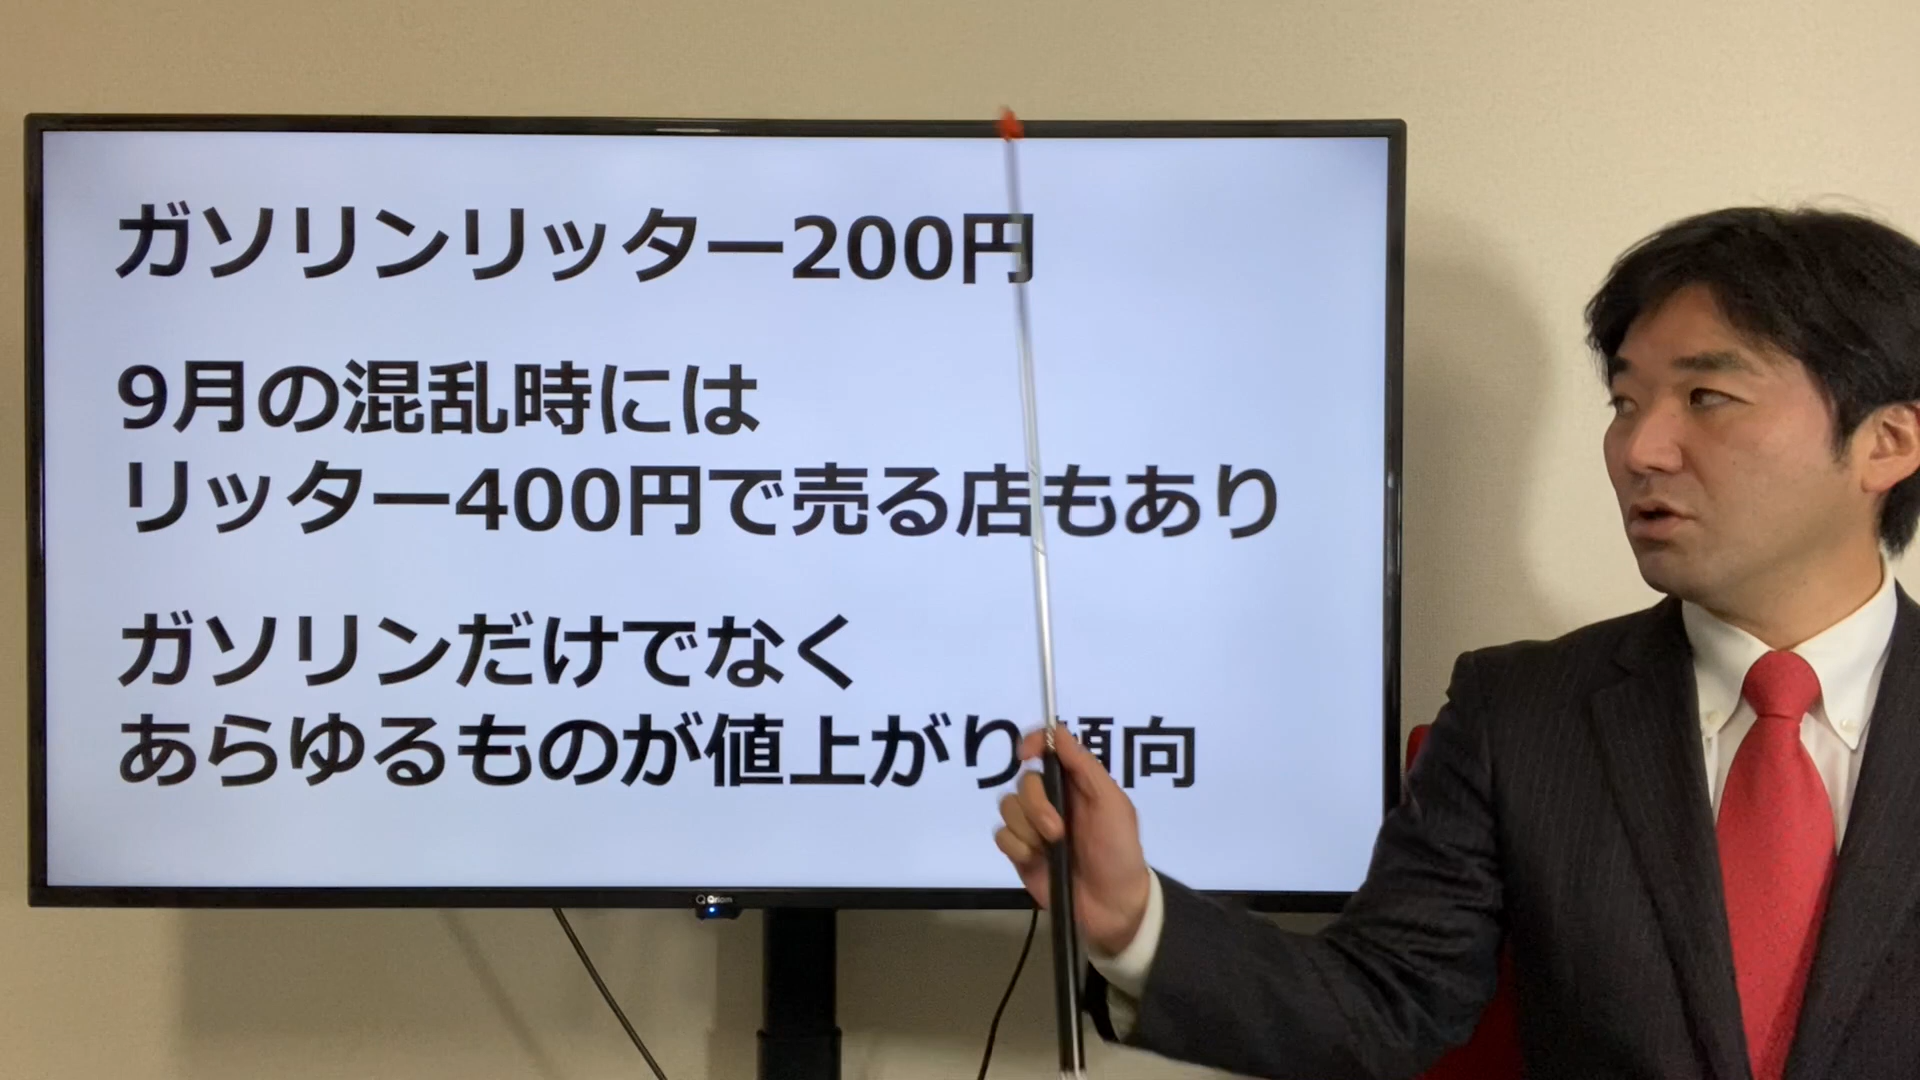 ガソリンリッター200円
9月の混乱時には
リッター400円で売る店もあり
ガソリンだけでなく
あらゆるものが値上がり傾向
Qriom